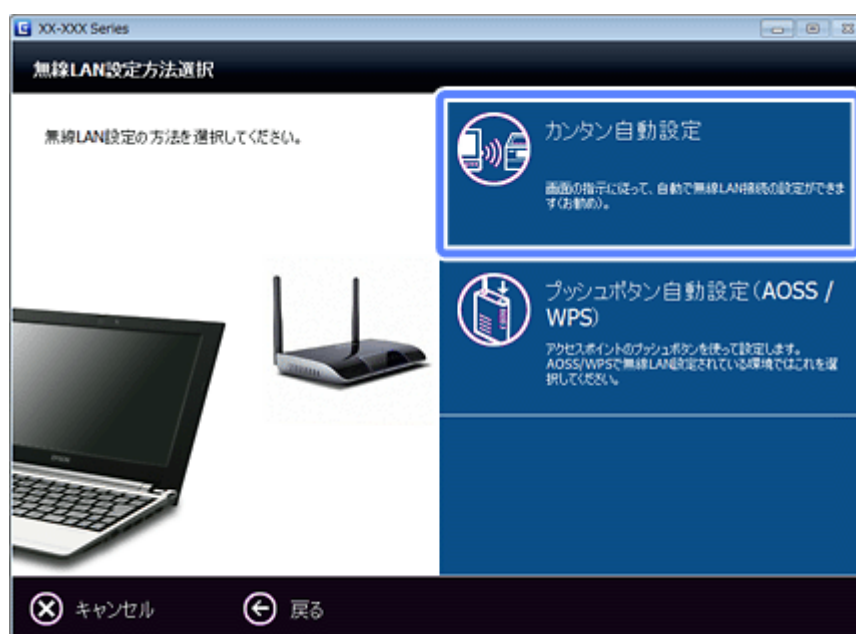 XX-XXX Series
無線LAN設定方法選択
無線LAN設定の方法を選択してください。
カンタン自動設定
画面の指示に従って、自動で無線LAN接続の設定ができま
す(お勧め)。
プッシュボタン自動設定(AOSS /
WPS)
アクセスポイントのプッシュボタンを使って設定します。
AOSS/WPSで無線LAN設定されている環境ではこれを選
択してください。
EPSON
キャンセル
戻る